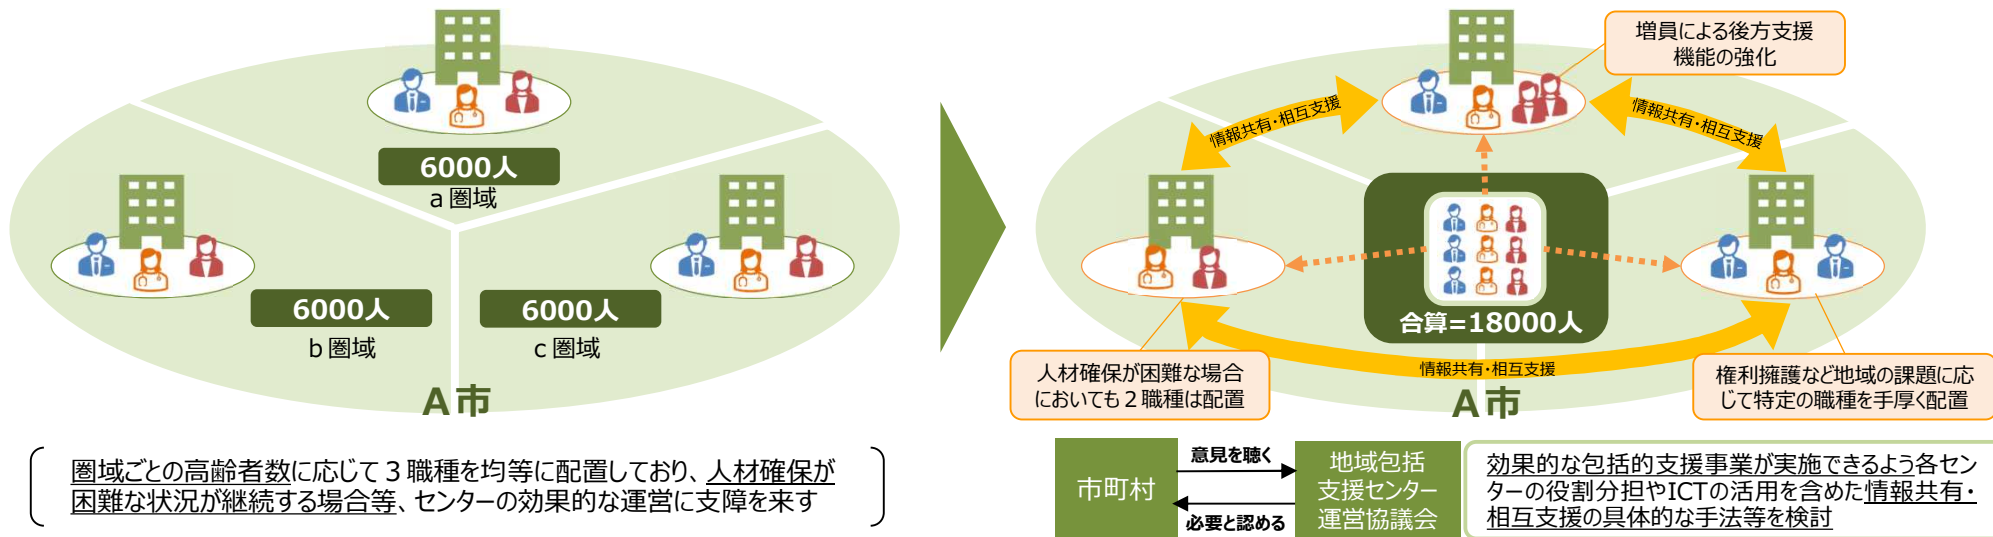 6000人
a圏域
6000人
b圏域
6000人
c圏域
A市
圏域ごとの高齢者数に応じて３職種を均等に配置しており、人材確保が
困難な状況が継続する場合等、センターの効果的な運営に支障を来す
増員による後方支援
機能の強化
情報共有・相互支援
情報共有・相互支援
合算=18000人
情報共有・相互支援
人材確保が困難な場合
においても２職種は配置
権利擁護など地域の課題に応
じて特定の職種を手厚く配置
A市
市町村
意見を聴く
必要と認める
地域包括
支援センター
運営協議会
効果的な包括的支援事業が実施できるよう各セン
ターの役割分担やICTの活用を含めた情報共有・
相互支援の具体的な手法等を検討